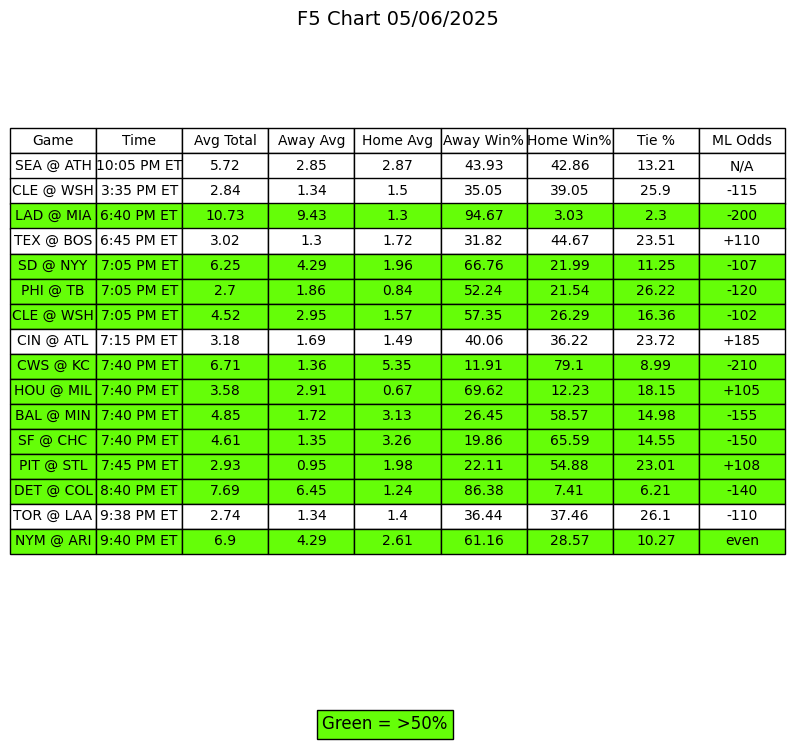 F5 Chart 05/06/2025
Game Time Avg Total Away Avg Home Avg Away Win% Home Win% Tie % ML Odds
SEA @ ATH 10:05 PM ET 5.72 2.85 2.87 43.93 42.86 13.21 N/A
CLE @ WSH 3:35 PM ET 2.84 1.34 1.5 35.05 39.05 25.9 -115
LAD @ MIA 6:40 PM ET 10.73 9.43 1.3 94.67 3.03 2.3 -200
TEX @ BOS 6:45 PM ET 3.02 1.3 1.72 31.82 44.67 23.51 +110
SD @ NYY 7:05 PM ET 6.25 4.29 1.96 66.76 21.99 11.25 -107
PHI @ TB 7:05 PM ET 2.7 1.86 0.84 52.24 21.54 26.22 -120
CLE @ WSH 7:05 PM ET 4.52 2.95 1.57 57.35 26.29 16.36 -102
CIN @ ATL 7:15 PM ET 3.18 1.69 1.49 40.06 36.22 23.72 +185
CWS @ KC 7:40 PM ET 6.71 1.36 5.35 11.91 79.1 8.99 -210
HOU @ MIL 7:40 PM ET 3.58 2.91 0.67 69.62 12.23 18.15 +105
BAL @ MIN 7:40 PM ET 4.85 1.72 3.13 26.45 58.57 14.98 -155
SF @ CHC 7:40 PM ET 4.61 1.35 3.26 19.86 65.59 14.55 -150
PIT @ STL 7:45 PM ET 2.93 0.95 1.98 22.11 54.88 23.01 +108
DET @ COL 8:40 PM ET 7.69 6.45 1.24 86.38 7.41 6.21 -140
TOR @ LAA 9:38 PM ET 2.74 1.34 1.4 36.44 37.46 26.1 -110
NYM @ ARI 9:40 PM ET 6.9 4.29 2.61 61.16 28.57 10.27 even
Green = >50%